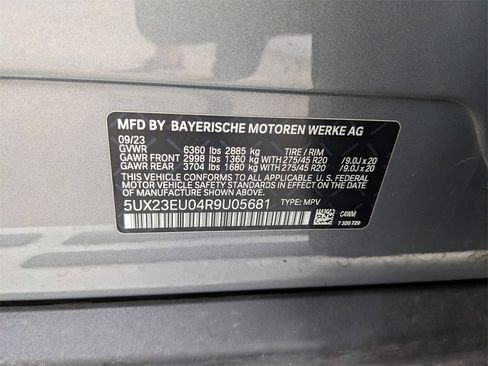 MFD BY BAYERISCHE MOTOREN WERKE AG
09/23
GVWR 6360 lbs 2885 kg TIRE / RIM
GAWR FRONT 2998 lbs 1360 kg WITH 275/45 R20 / 9.0J x 20
GAWR REAR 3704 lbs 1680 kg WITH 275/45 R20 / 9.0J x 20
THIS VEHICLE CONFORMS TO ALL APPLICABLE U.S. FEDERAL
MOTOR VEHICLE SAFETY STANDARDS IN EFFECT ON THE DATE
OF MANUFACTURE SHOWN ABOVE.
5UX23EU04R9U05681 TYPE: MPV C4WM
7 320 720